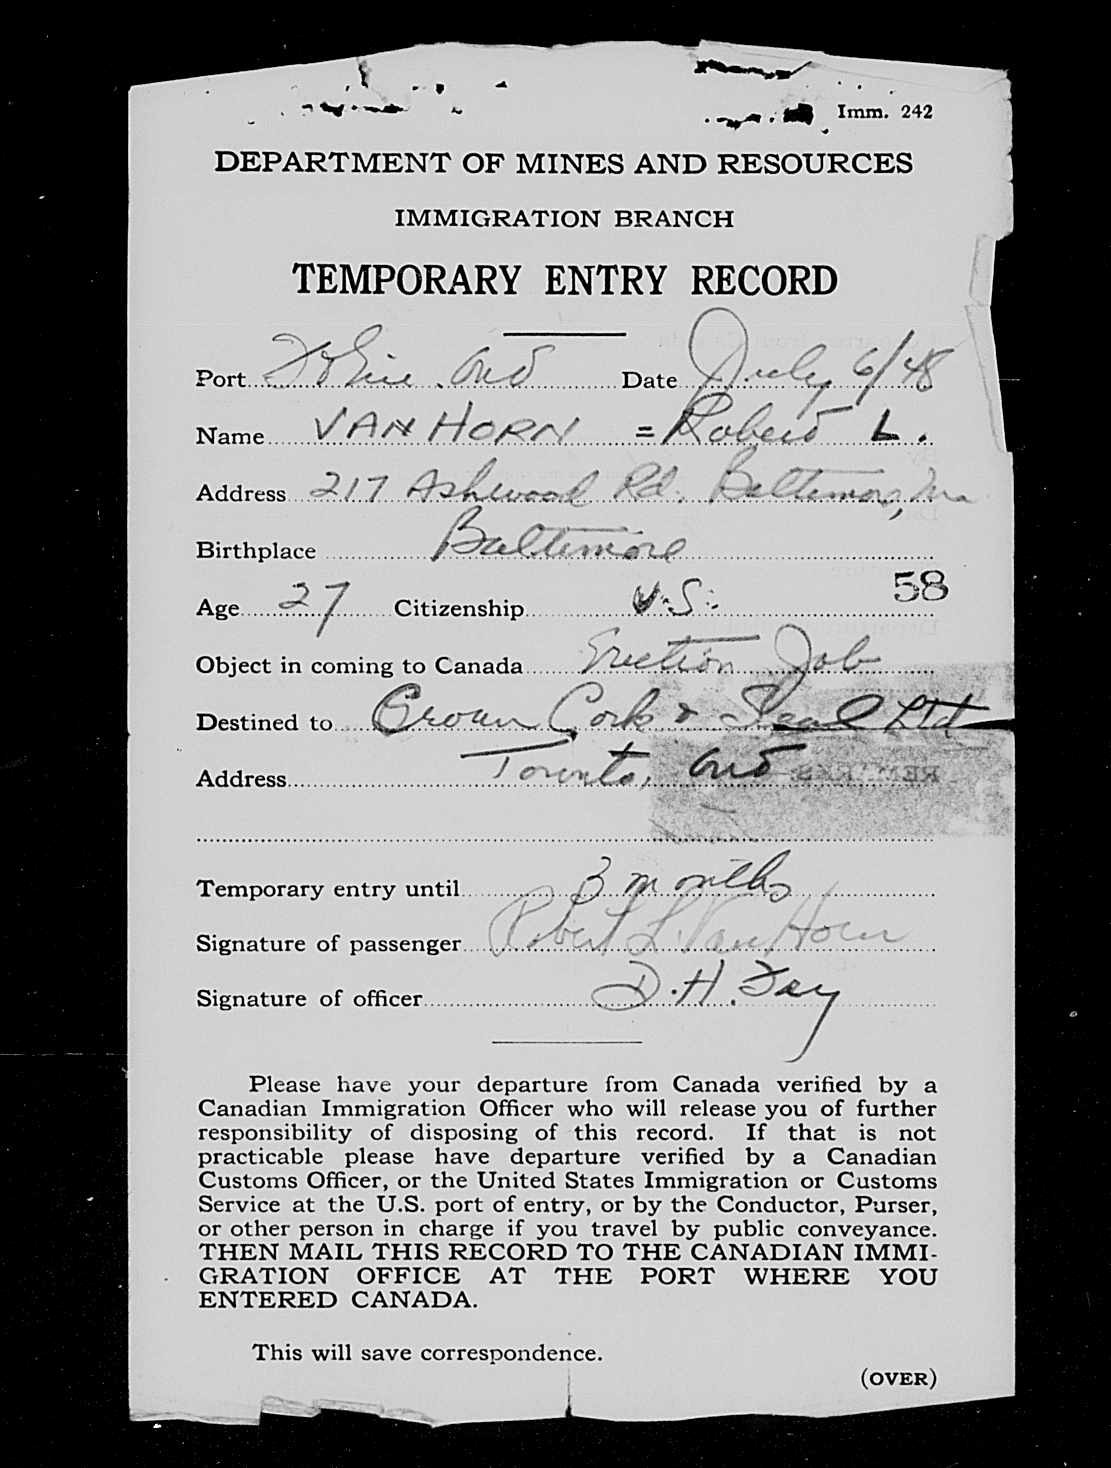 Imm. 242
DEPARTMENT OF MINES AND RESOURCES
IMMIGRATION BRANCH
TEMPORARY ENTRY RECORD
Port Ft Erie. Ont Date July 6/48
Name VAN HORN = Robert L.
Address 217 Ashwood Rd. Baltimore,
Birthplace Baltimore
Age 27 Citizenship U.S. 58
Object in coming to Canada Erection Job
Destined to Crown Cork & Seal Ltd
Address Toronto, Ont
REMARKS
Temporary entry until 3 months
Signature of passenger Robert L. Van Horn
Signature of officer D. H. Fay
Please have your departure from Canada verified by a
Canadian Immigration Officer who will release you of further
responsibility of disposing of this record. If that is not
practicable please have departure verified by a Canadian
Customs Officer, or the United States Immigration or Customs
Service at the U.S. port of entry, or by the Conductor, Purser,
or other person in charge if you travel by public conveyance.
THEN MAIL THIS RECORD TO THE CANADIAN IMMI-
GRATION OFFICE AT THE PORT WHERE YOU
ENTERED CANADA.
This will save correspondence.
(OVER)